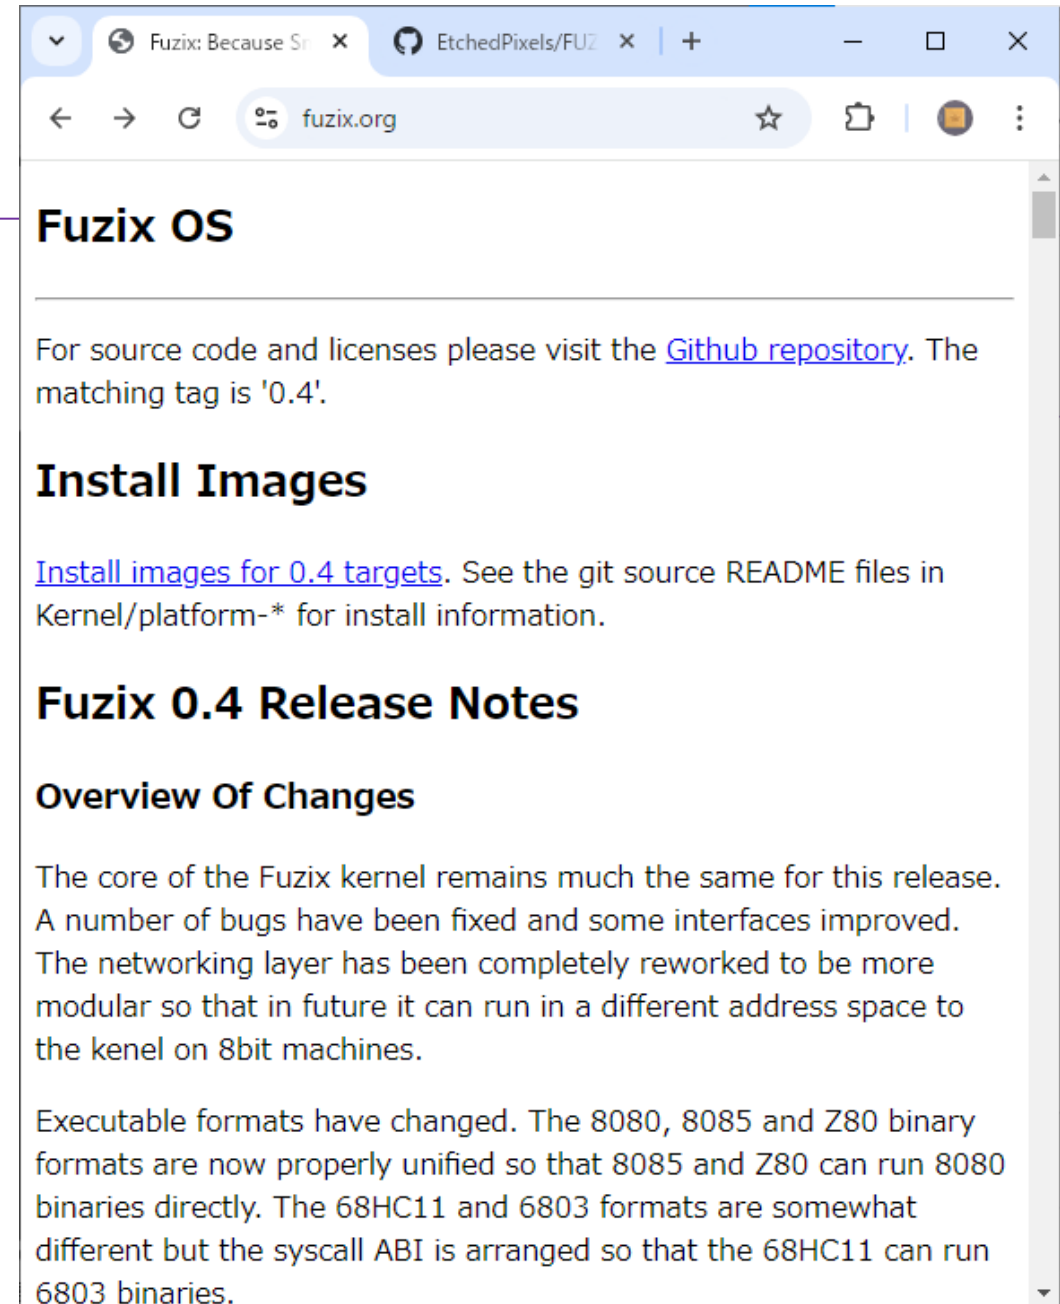 Fuzix: Because Sr
EtchedPixels/FUZ
fuzix.org
Fuzix OS
For source code and licenses please visit the Github repository. The
matching tag is '0.4'.
Install Images
Install images for 0.4 targets. See the git source README files in
Kernel/platform-* for install information.
Fuzix 0.4 Release Notes
Overview Of Changes
The core of the Fuzix kernel remains much the same for this release.
A number of bugs have been fixed and some interfaces improved.
The networking layer has been completely reworked to be more
modular so that in future it can run in a different address space to
the kenel on 8bit machines.
Executable formats have changed. The 8080, 8085 and Z80 binary
formats are now properly unified so that 8085 and Z80 can run 8080
binaries directly. The 68HC11 and 6803 formats are somewhat
different but the syscall ABI is arranged so that the 68HC11 can run
6803 binaries.